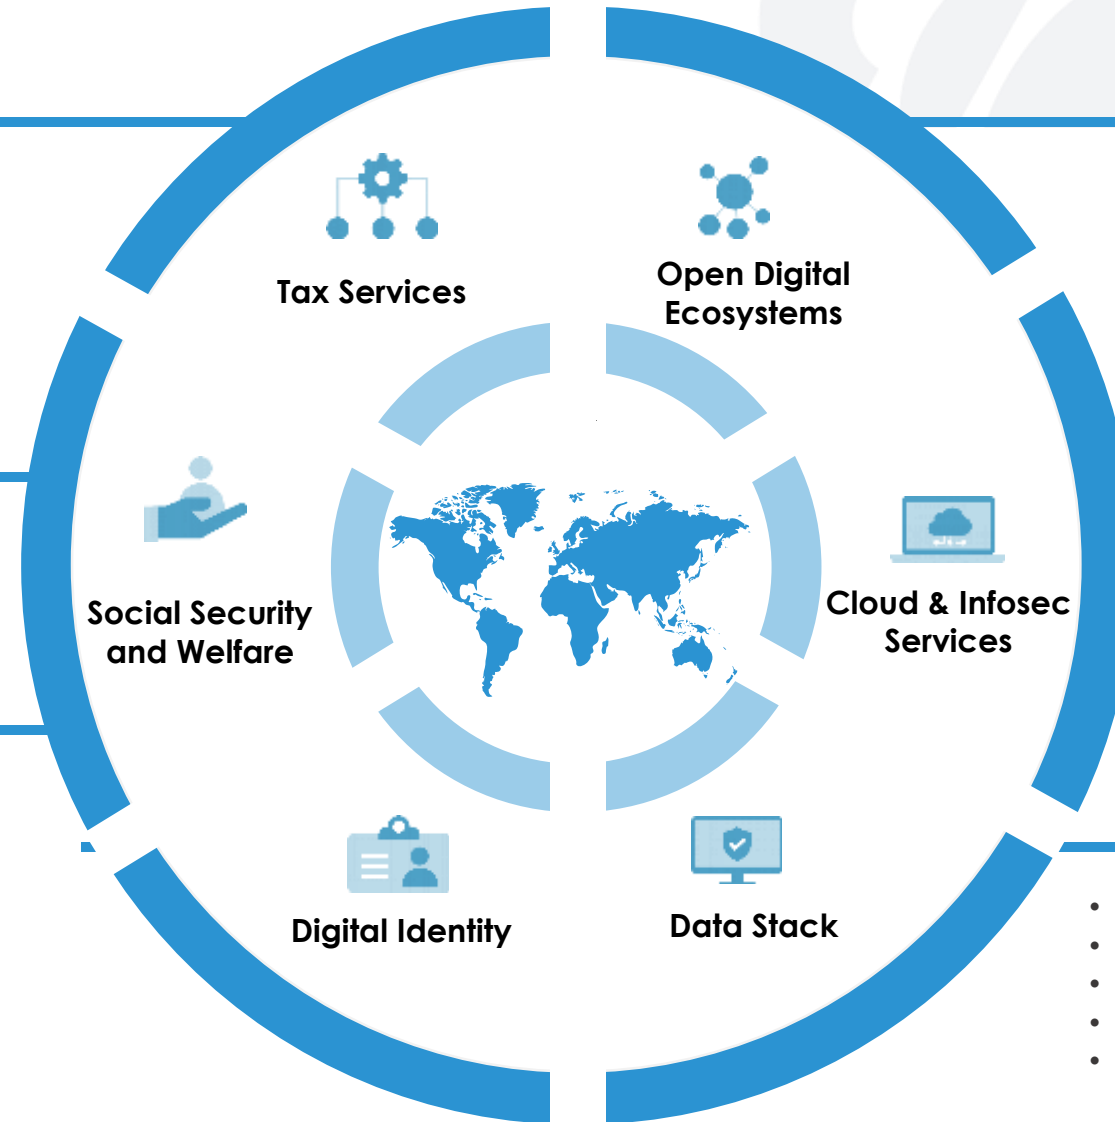 Tax Services
Open Digital
Ecosystems
Social Security
and Welfare
Cloud & Infosec
Services
Digital Identity
Data Stack